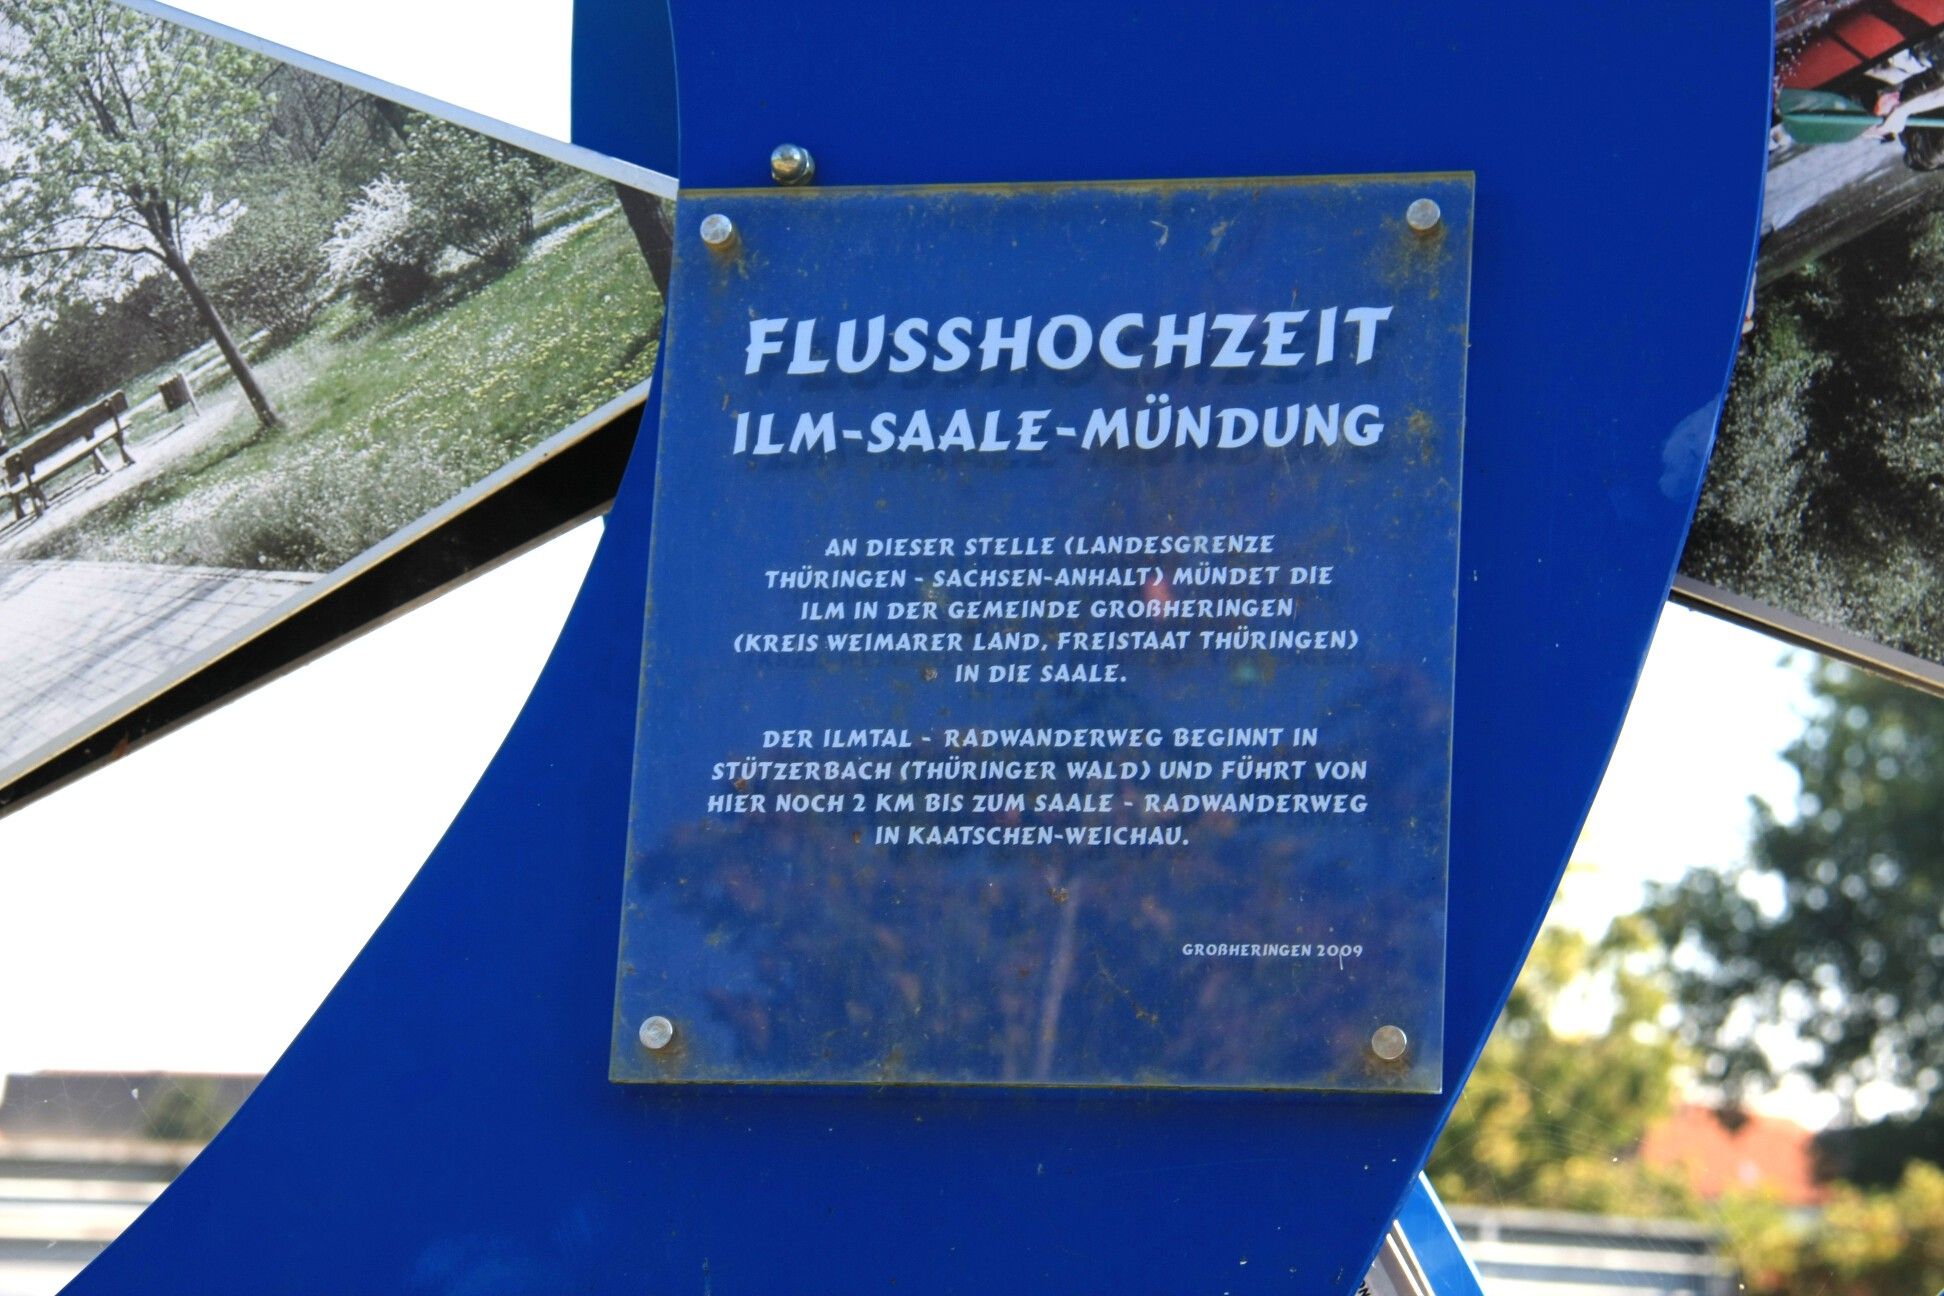 FLUSSHOCHZEIT
ILM-SAALE-MÜNDUNG
AN DIESER STELLE (LANDESGRENZE
THÜRINGEN - SACHSEN-ANHALT) MÜNDET DIE
ILM IN DER GEMEINDE GROßHERINGEN
(KREIS WEIMARER LAND, FREISTAAT THÜRINGEN)
IN DIE SAALE.
DER ILMTAL - RADWANDERWEG BEGINNT IN
STÜTZERBACH (THÜRINGER WALD) UND FÜHRT VON
HIER NOCH 2 KM BIS ZUM SAALE - RADWANDERWEG
IN KAATSCHEN-WEICHAU.
GROßHERINGEN 2009